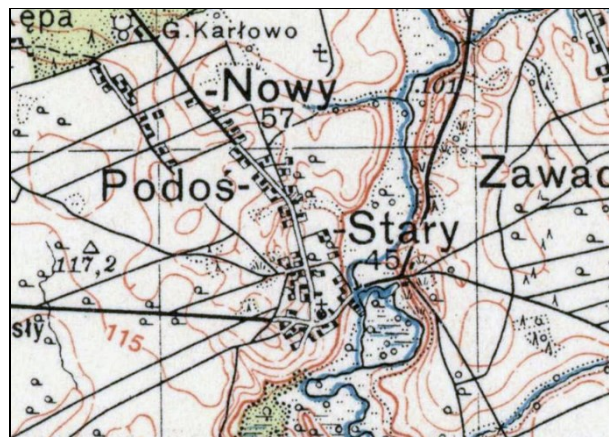 ępa
G. Karłowo
-Nowy
57
101
Podoś-
Zawad
-Stary
45
117,2
115
sły